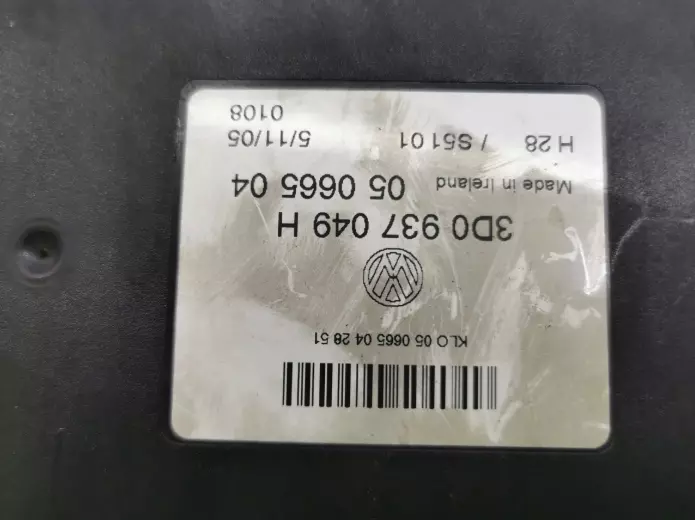 KLO 05 0665 04 28 51
3D0 937 049 H
Made in Ireland 05 0665 04
H 28 / S51 01 5/11/05
0108